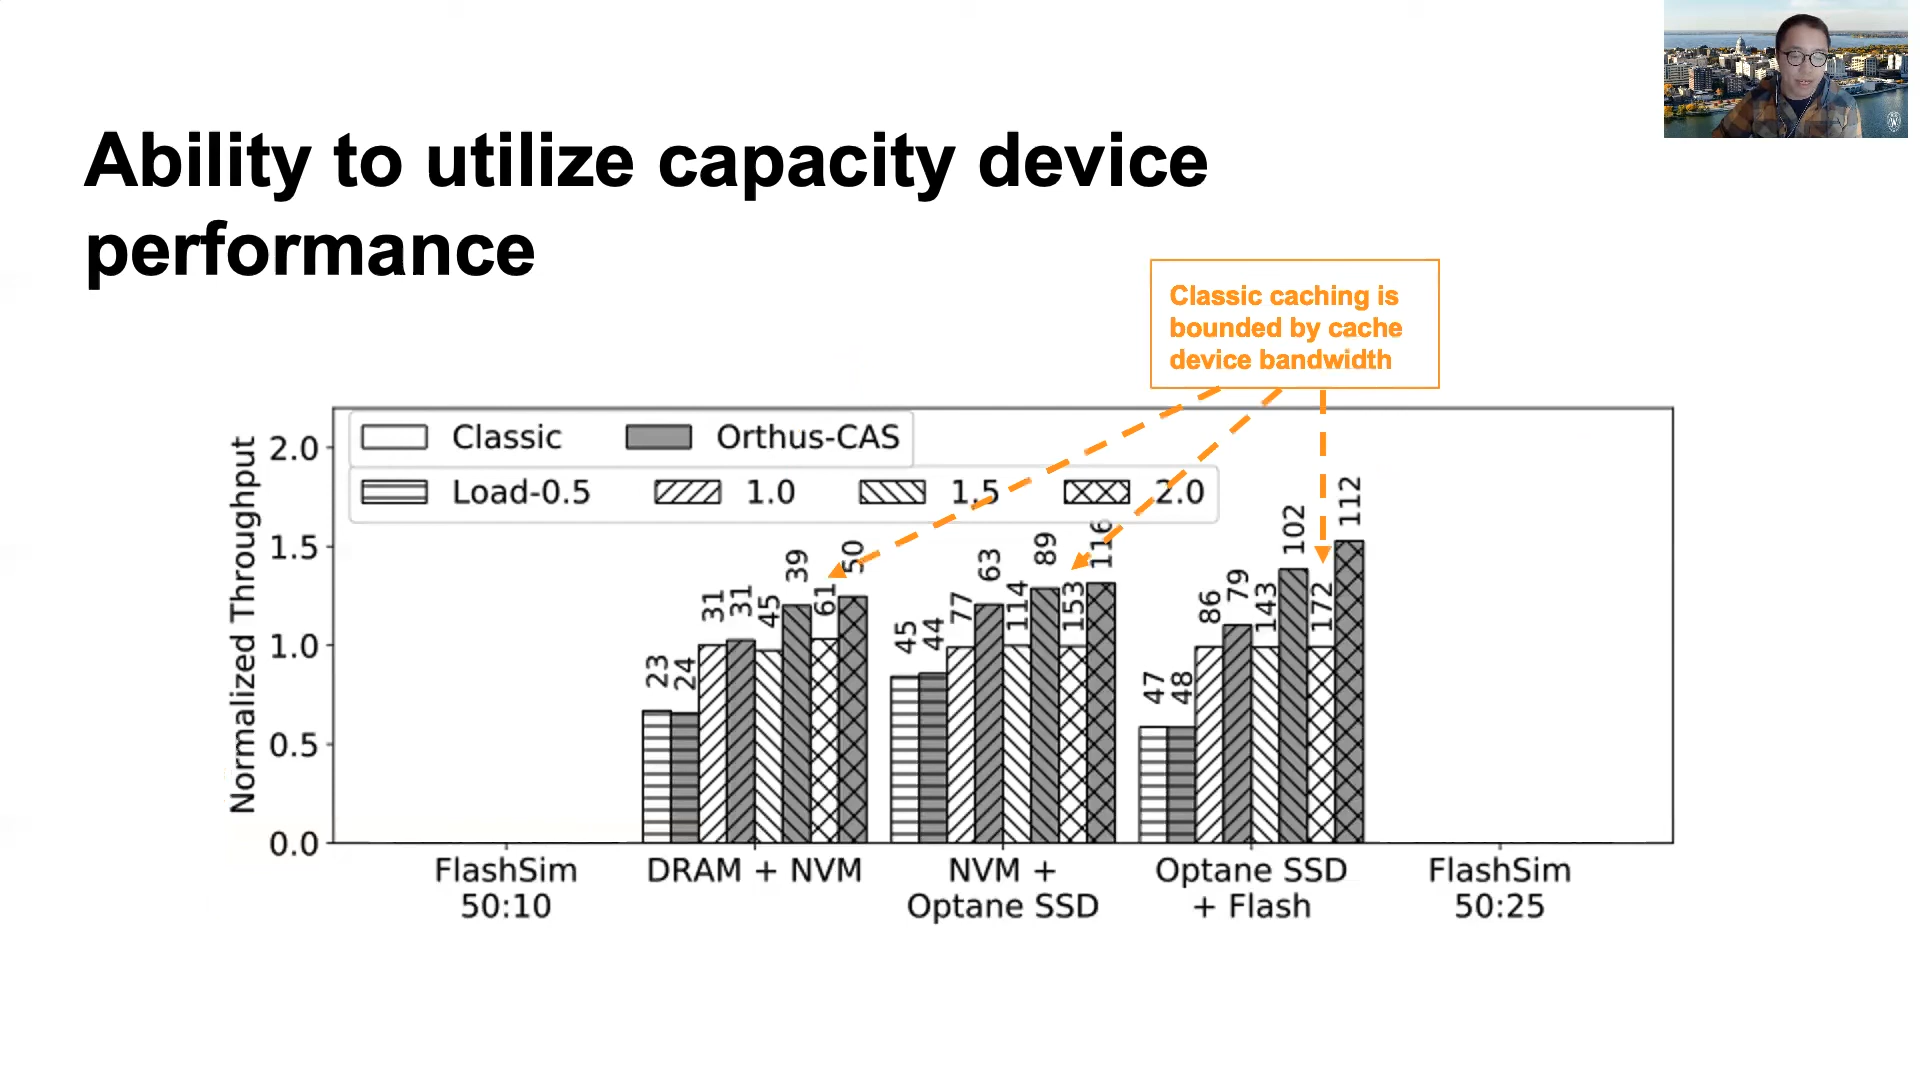 Ability to utilize capacity device
performance
Classic caching is
bounded by cache
device bandwidth
Classic Orthus-CAS
Load-0.5 1.0 1.5 2.0
Normalized Throughput
2.0
1.5
1.0
0.5
0.0
23 24 31 31 45 39 61 50
45 44 77 63 114 89 153 116
47 48 86 79 143 102 172 112
FlashSim
50:10
DRAM + NVM
NVM +
Optane SSD
Optane SSD
+ Flash
FlashSim
50:25